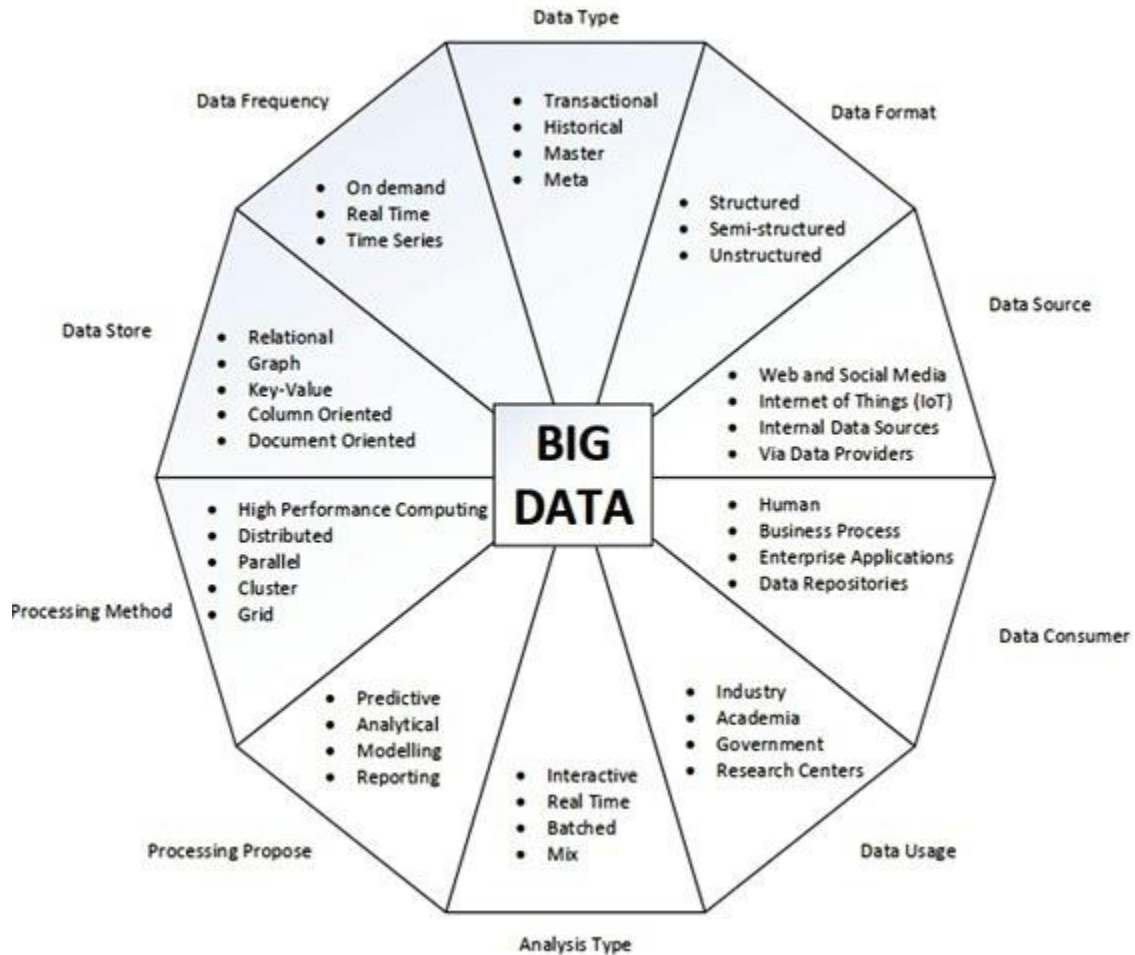 Data Type
Transactional
Historical
Master
Meta
Data Format
Structured
Semi-structured
Unstructured
Data Source
Web and Social Media
Internet of Things (IoT)
Internal Data Sources
Via Data Providers
Data Consumer
Human
Business Process
Enterprise Applications
Data Repositories
Data Usage
Industry
Academia
Government
Research Centers
Analysis Type
Interactive
Real Time
Batched
Mix
Processing Propose
Predictive
Analytical
Modelling
Reporting
Processing Method
High Performance Computing
Distributed
Parallel
Cluster
Grid
Data Store
Relational
Graph
Key-Value
Column Oriented
Document Oriented
Data Frequency
On demand
Real Time
Time Series
BIG
DATA